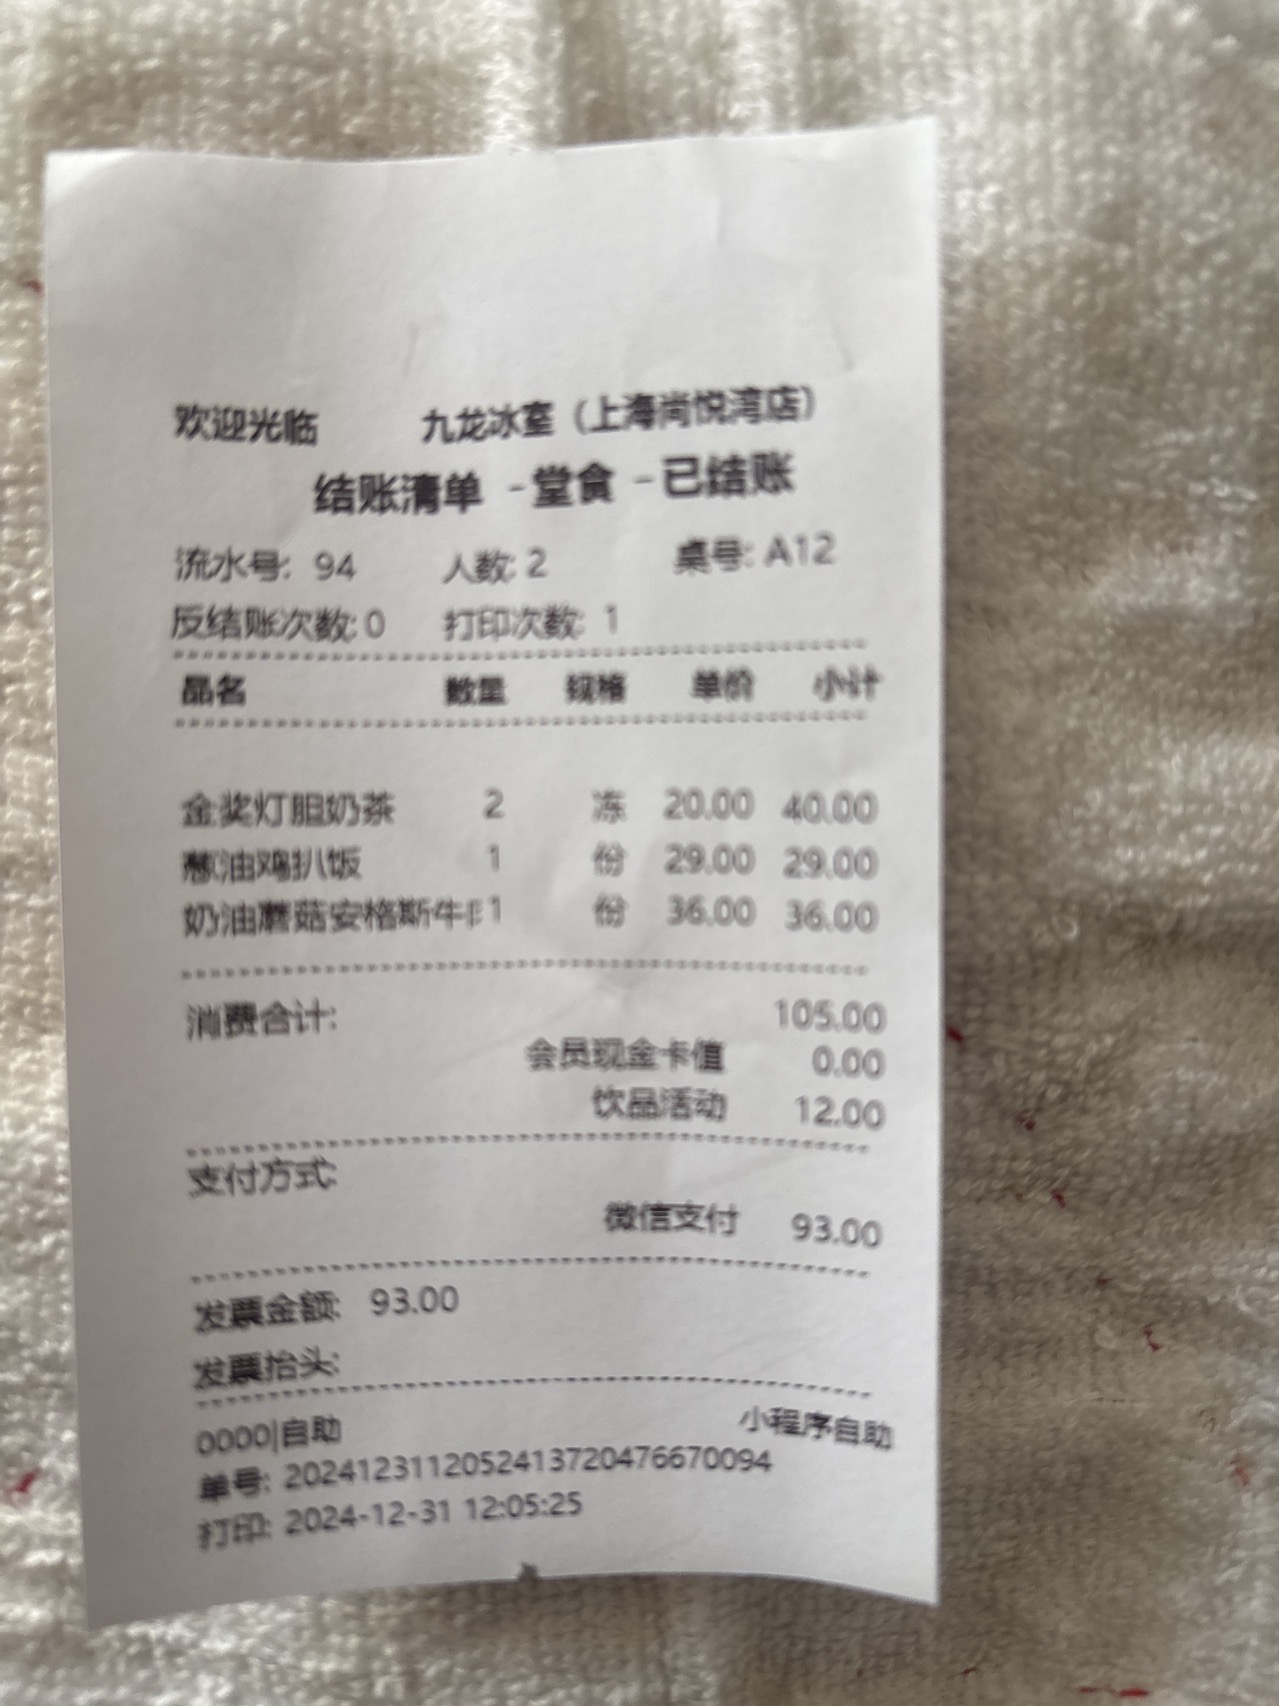 欢迎光临 九龙冰室（上海尚悦湾店）
结账清单 - 堂食 - 已结账
流水号: 94 人数: 2 桌号: A12
反结账次数: 0 打印次数: 1
品名 数量 规格 单价 小计
金奖灯胆奶茶 2 冻 20.00 40.00
葱油鸡扒饭 1 份 29.00 29.00
奶油蘑菇安格斯牛 1 份 36.00 36.00
消费合计: 105.00
会员现金卡值 0.00
饮品活动 12.00
支付方式:
微信支付 93.00
发票金额: 93.00
发票抬头:
0000|自助 小程序自助
单号: 2024123112052413720476670094
打印: 2024-12-31 12:05:25